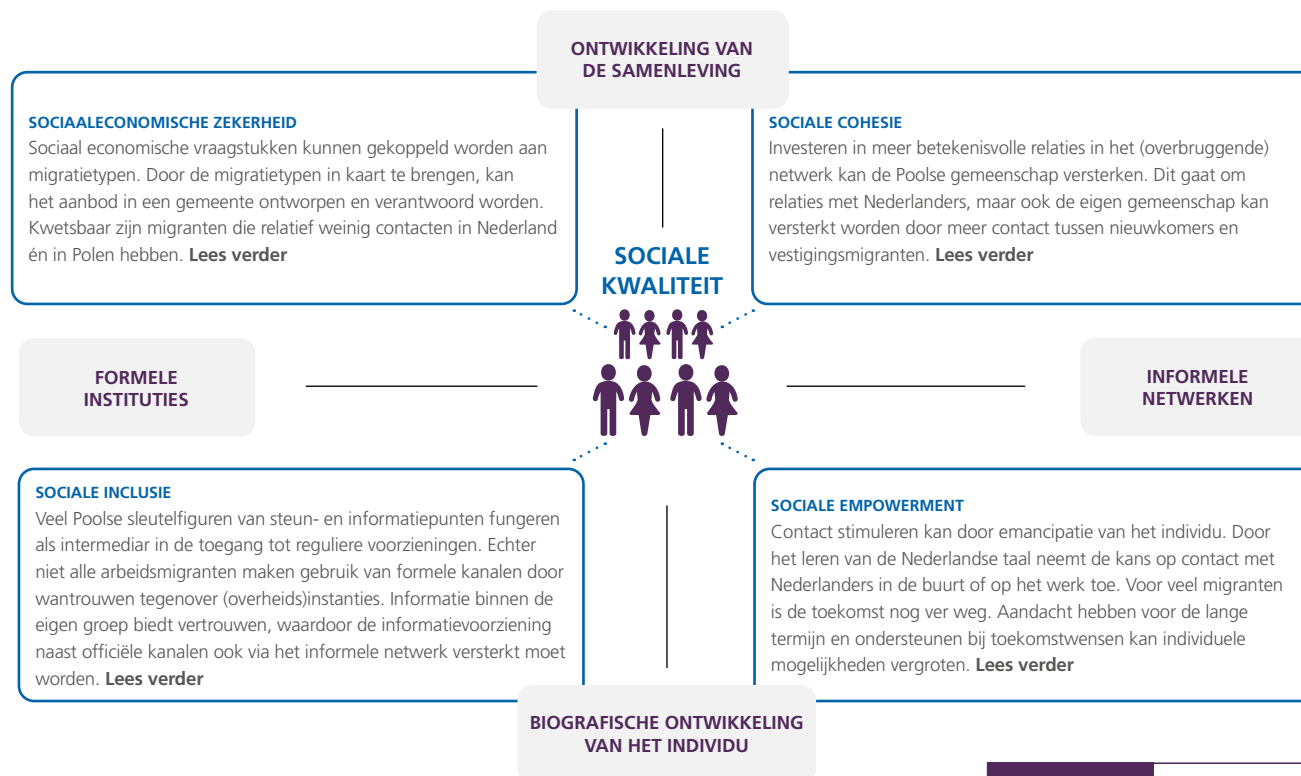 ONTWIKKELING VAN
DE SAMENLEVING
SOCIAALECONOMISCHE ZEKERHEID
Sociaal economische vraagstukken kunnen gekoppeld worden aan
migratietypen. Door de migratietypen in kaart te brengen, kan
het aanbod in een gemeente ontworpen en verantwoord worden.
Kwetsbaar zijn migranten die relatief weinig contacten in Nederland
én in Polen hebben. Lees verder
SOCIALE COHESIE
Investeren in meer betekenisvolle relaties in het (overbruggende)
netwerk kan de Poolse gemeenschap versterken. Dit gaat om
relaties met Nederlanders, maar ook de eigen gemeenschap kan
versterkt worden door meer contact tussen nieuwkomers en
vestigingsmigranten. Lees verder
SOCIALE
KWALITEIT
FORMELE
INSTITUTIES
INFORMELE
NETWERKEN
SOCIALE INCLUSIE
Veel Poolse sleutelfiguren van steun- en informatiepunten fungeren
als intermediar in de toegang tot reguliere voorzieningen. Echter
niet alle arbeidsmigranten maken gebruik van formele kanalen door
wantrouwen tegenover (overheids)instanties. Informatie binnen de
eigen groep biedt vertrouwen, waardoor de informatievoorziening
naast officiële kanalen ook via het informele netwerk versterkt moet
worden. Lees verder
SOCIALE EMPOWERMENT
Contact stimuleren kan door emancipatie van het individu. Door
het leren van de Nederlandse taal neemt de kans op contact met
Nederlanders in de buurt of op het werk toe. Voor veel migranten
is de toekomst nog ver weg. Aandacht hebben voor de lange
termijn en ondersteunen bij toekomstwensen kan individuele
mogelijkheden vergroten. Lees verder
BIOGRAFISCHE ONTWIKKELING
VAN HET INDIVIDU